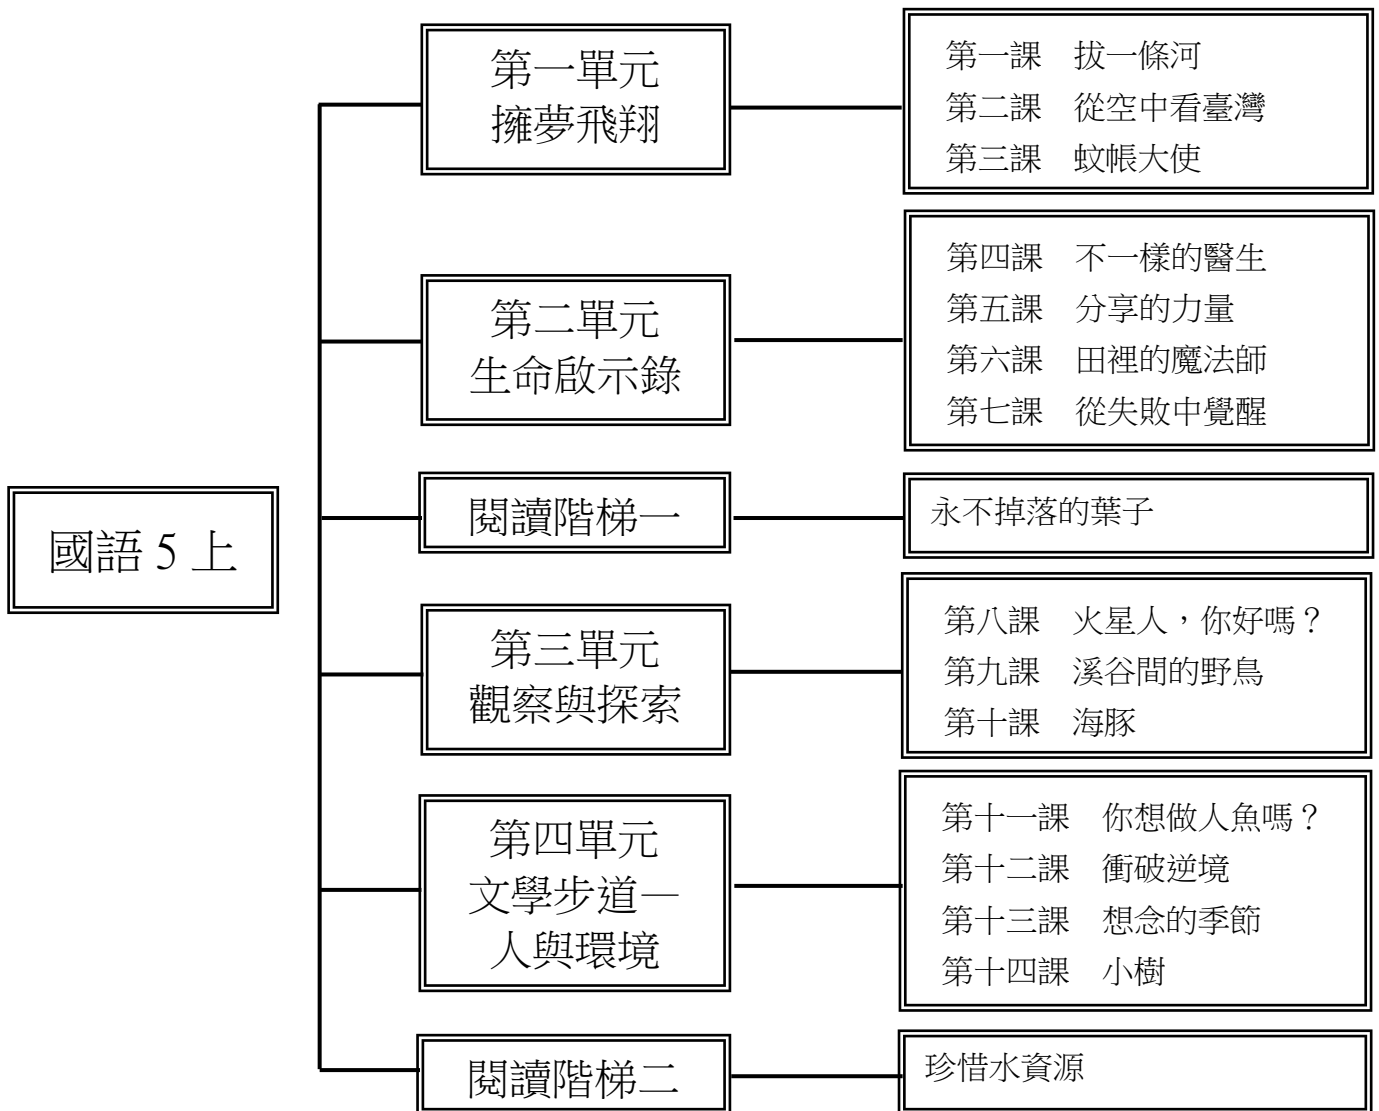 國語 5 上
第一單元
擁夢飛翔
第一課　拔一條河
第二課　從空中看臺灣
第三課　蚊帳大使
第二單元
生命啟示錄
第四課　不一樣的醫生
第五課　分享的力量
第六課　田裡的魔法師
第七課　從失敗中覺醒
閱讀階梯一
永不掉落的葉子
第三單元
觀察與探索
第八課　火星人，你好嗎？
第九課　溪谷間的野鳥
第十課　海豚
第四單元
文學步道—
人與環境
第十一課　你想做人魚嗎？
第十二課　衝破逆境
第十三課　想念的季節
第十四課　小樹
閱讀階梯二
珍惜水資源